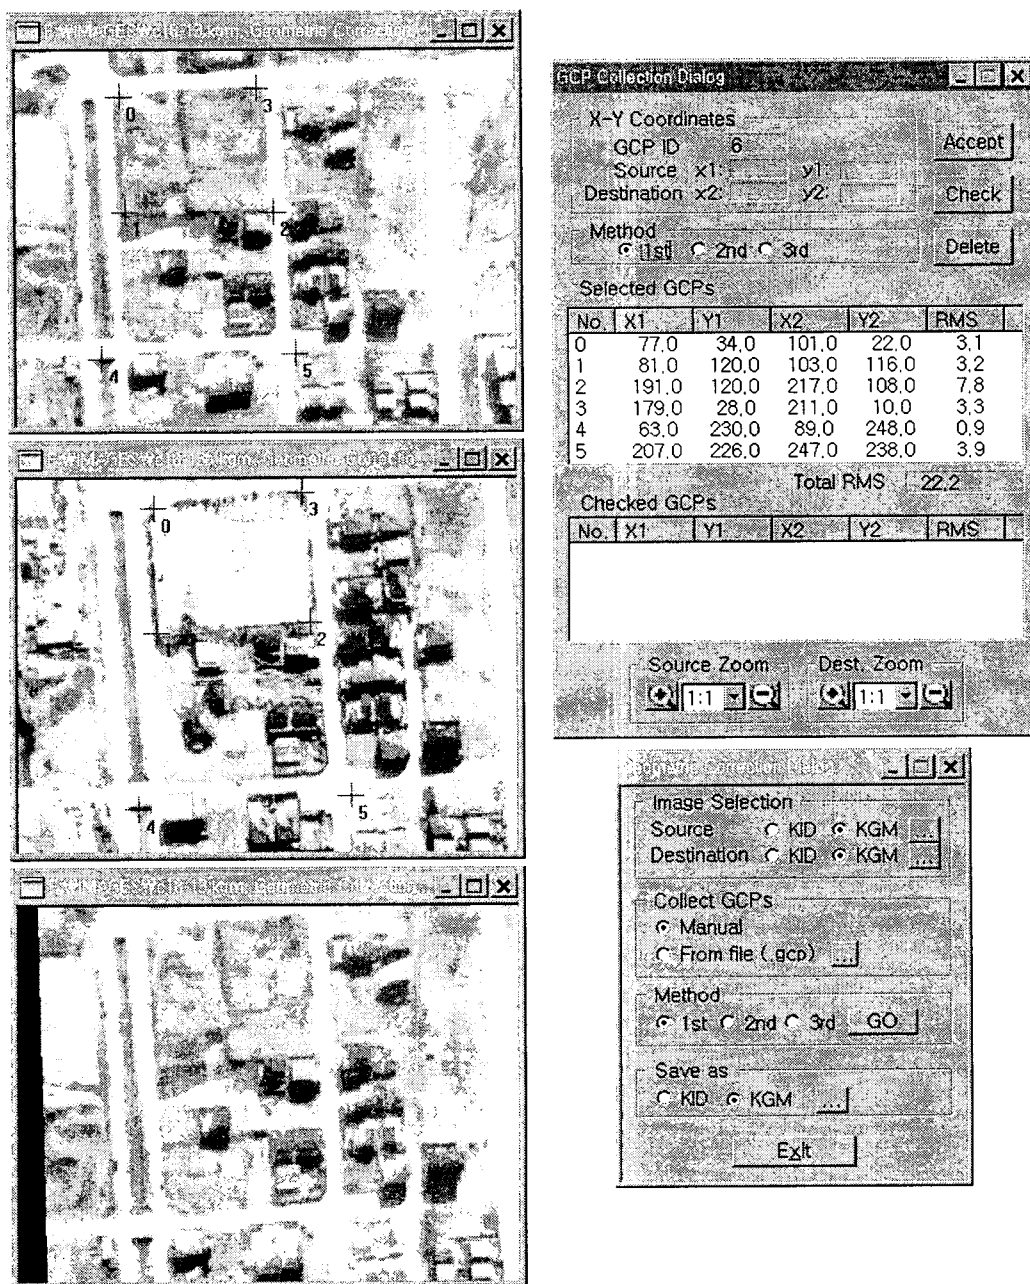 Geometric Correction
0
3
1
2
4
5
0
3
2
4
5
GCP Collection Dialog
X-Y Coordinates
GCP ID 6
Source x1: y1:
Destination x2: y2:
Accept
Check
Delete
Method
1st 2nd 3rd
Selected GCPs
No. X1 Y1 X2 Y2 RMS
0 77,0 34,0 101,0 22,0 3,1
1 81,0 120,0 103,0 116,0 3,2
2 191,0 120,0 217,0 108,0 7,8
3 179,0 28,0 211,0 10,0 3,3
4 63,0 230,0 89,0 248,0 0,9
5 207,0 226,0 247,0 238,0 3,9
Total RMS 22,2
Checked GCPs
No. X1 Y1 X2 Y2 RMS
Source Zoom Dest. Zoom
1:1 1:1
Geometric Correction Dialog
Image Selection
Source KID KGM ...
Destination KID KGM ...
Collect GCPs
Manual
From file (.gcp) ...
Method
1st 2nd 3rd GO
Save as
KID KGM ...
Exit